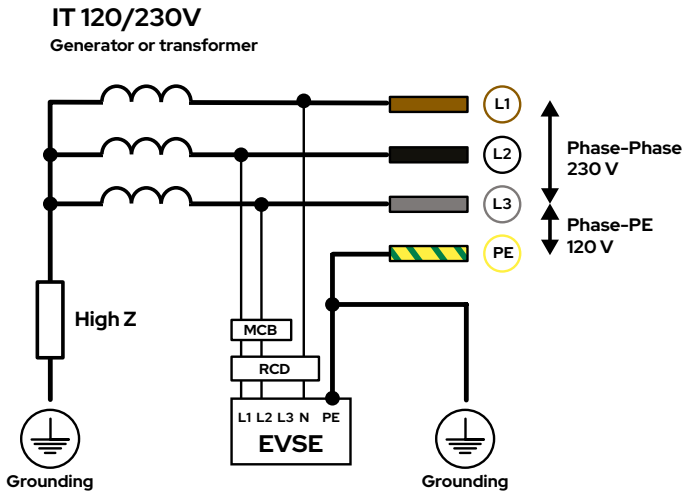 IT 120/230V
Generator or transformer
L1
L2
Phase-Phase
230 V
L3
Phase-PE
120 V
PE
High Z
MCB
RCD
L1 L2 L3 N PE
EVSE
Grounding
Grounding